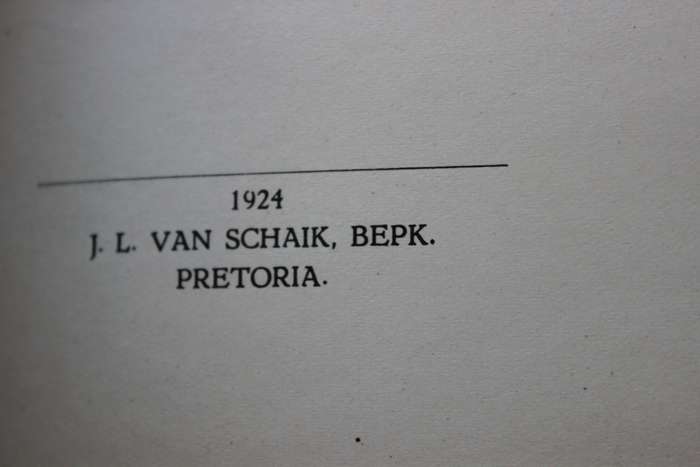 1924
J. L. VAN SCHAIK, BEPK.
PRETORIA.